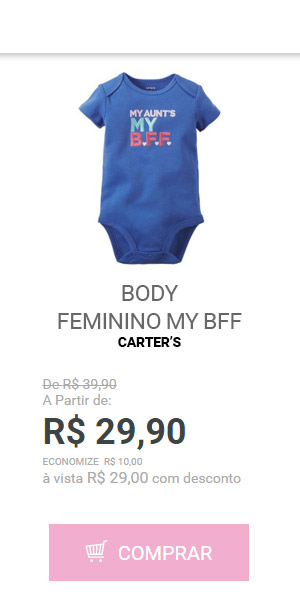 MY AUNT'S
MY
B.F.F.
BODY
FEMININO MY BFF
CARTER'S
De R$ 39,90
A Partir de:
R$ 29,90
ECONOMIZE R$ 10,00
à vista R$ 29,00 com desconto
COMPRAR